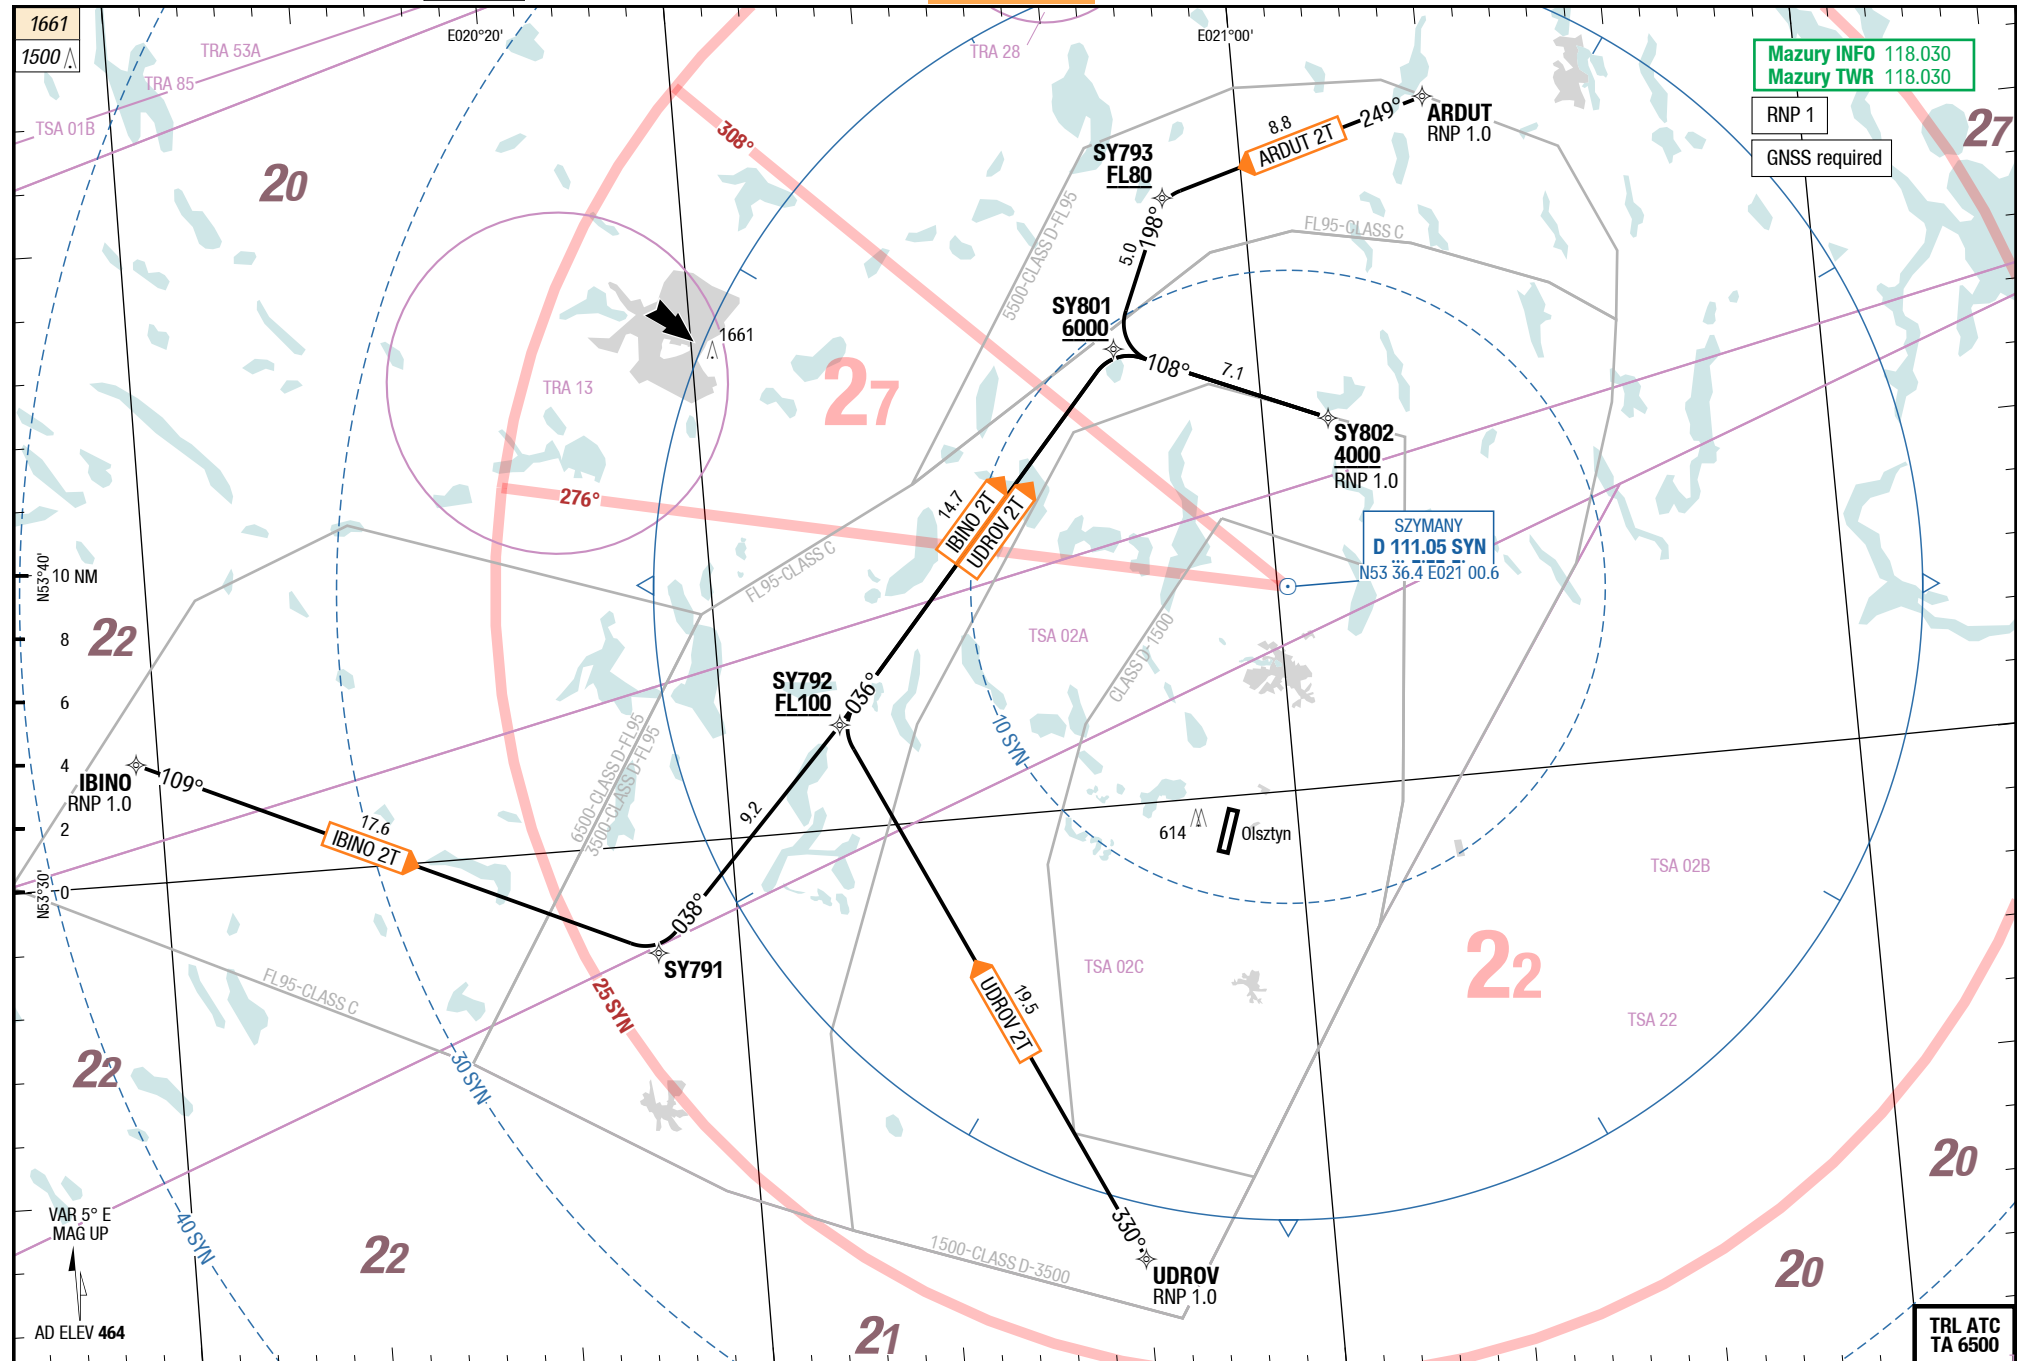 1661
1500
TRA 53A
TRA 85
TSA 01B
E020°20'
TRA 28
E021°00'
Mazury INFO 118.030
Mazury TWR 118.030
RNP 1
GNSS required
27
20
308°
ARDUT
RNP 1.0
249°
8.8
ARDUT 2T
SY793
FL80
198°
5.0
5500-CLASS D-FL95
FL95-CLASS C
SY801
6000
108°
7.1
1661
TRA 13
27
SY802
4000
RNP 1.0
276°
14.7
IBINO 2T
UDROV 2T
SZYMANY
D 111.05 SYN
N53 36.4 E021 00.6
FL95-CLASS C
N53°40'
10 NM
8
6
4
2
0
N53°30'
22
TSA 02A
CLASS D-1500
SY792
FL100
036°
10 SYN
6500-CLASS D-FL95
3500-CLASS D-FL95
IBINO
RNP 1.0
109°
17.6
IBINO 2T
9.2
038°
SY791
614
Olsztyn
TSA 02B
TSA 02C
22
TSA 22
FL95-CLASS C
25 SYN
19.5
UDROV 2T
22
30 SYN
40 SYN
VAR 5° E
MAG UP
22
330°
UDROV
RNP 1.0
1500-CLASS D-3500
20
20
21
AD ELEV 464
TRL ATC
TA 6500